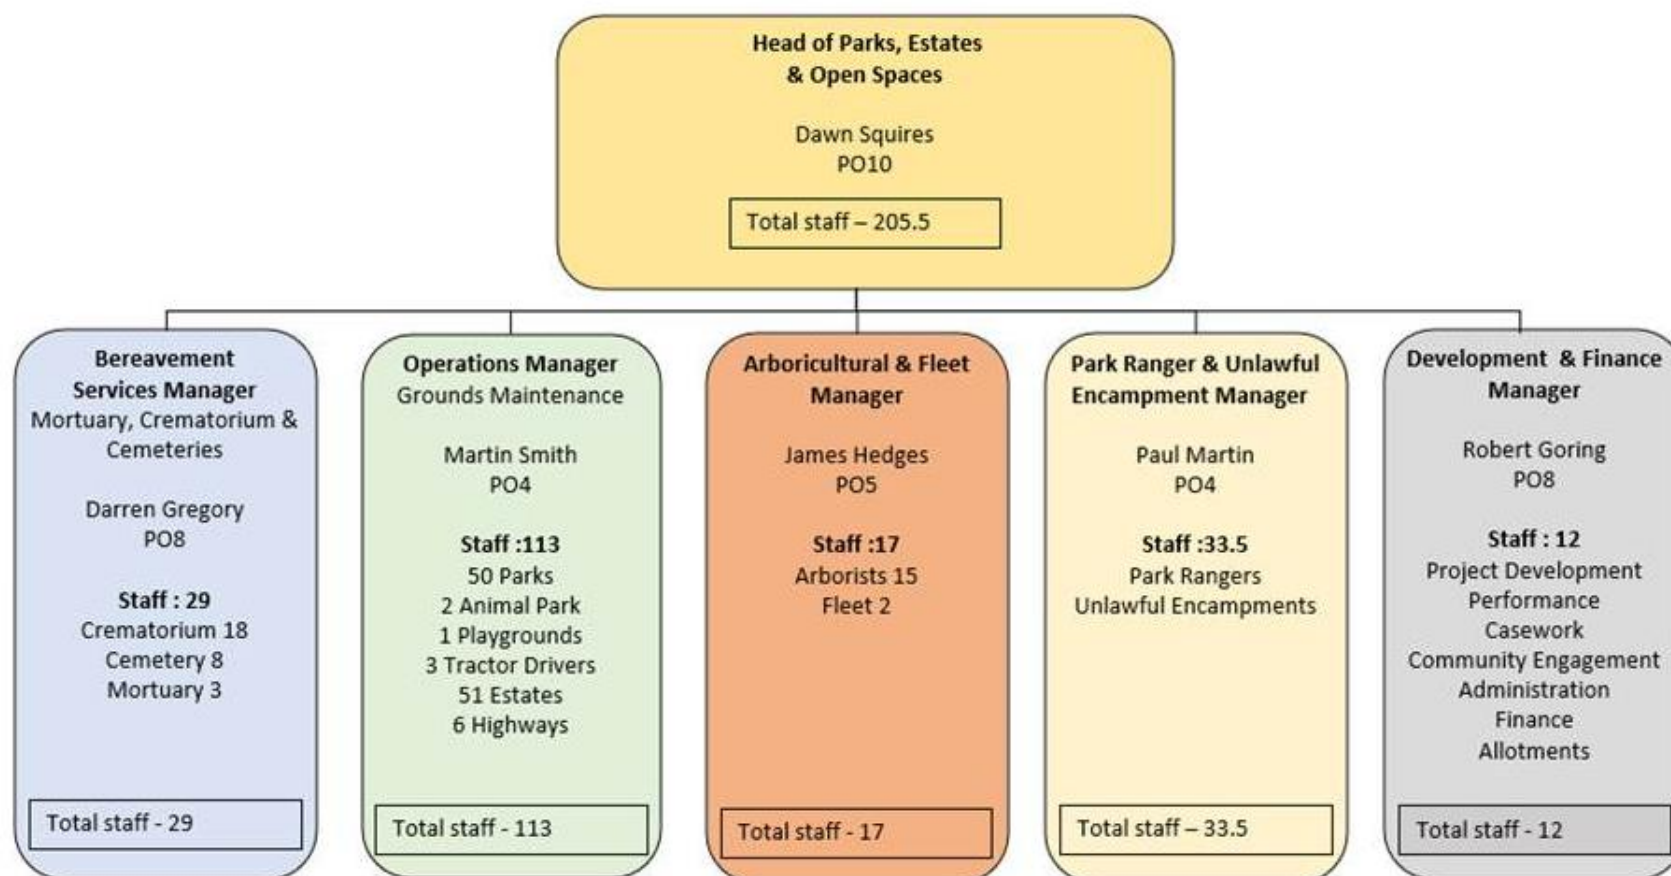 Head of Parks, Estates
& Open Spaces
Dawn Squires
PO10
Total staff – 205.5
Bereavement
Services Manager
Mortuary, Crematorium &
Cemeteries
Darren Gregory
PO8
Staff : 29
Crematorium 18
Cemetery 8
Mortuary 3
Total staff - 29
Operations Manager
Grounds Maintenance
Martin Smith
PO4
Staff :113
50 Parks
2 Animal Park
1 Playgrounds
3 Tractor Drivers
51 Estates
6 Highways
Total staff - 113
Arboricultural & Fleet
Manager
James Hedges
PO5
Staff :17
Arborists 15
Fleet 2
Total staff - 17
Park Ranger & Unlawful
Encampment Manager
Paul Martin
PO4
Staff :33.5
Park Rangers
Unlawful Encampments
Total staff – 33.5
Development & Finance
Manager
Robert Goring
PO8
Staff : 12
Project Development
Performance
Casework
Community Engagement
Administration
Finance
Allotments
Total staff - 12